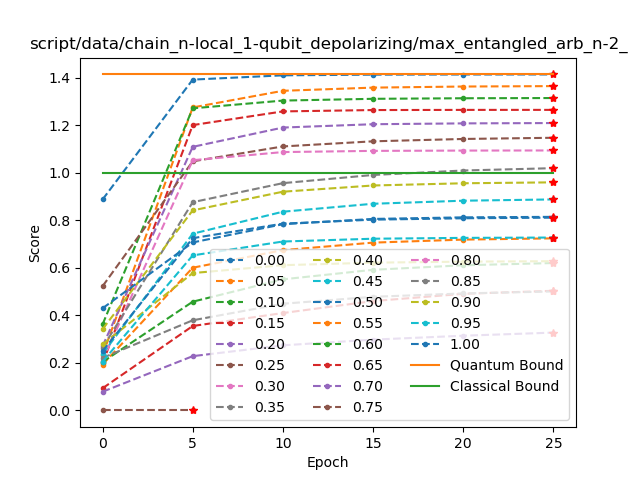 script/data/chain_n-local_1-qubit_depolarizing/max_entangled_arb_n-2_
Score
1.4
1.2
1.0
0.8
0.6
0.4
0.2
0.0
0.00 0.40 0.80
0.05 0.45 0.85
0.10 0.50 0.90
0.15 0.55 0.95
0.20 0.60 1.00
0.25 0.65 Quantum Bound
0.30 0.70 Classical Bound
0.35 0.75
0 5 10 15 20 25
Epoch